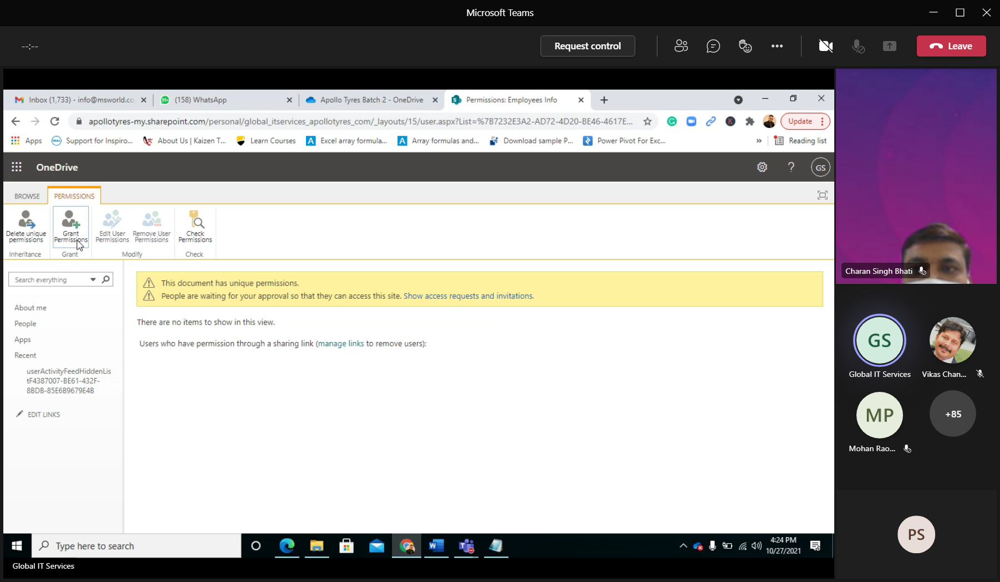 Microsoft Teams
--:--
Request control
Leave
Inbox (1,733) - info@msworld.co
99+
(158) WhatsApp
Apollo Tyres Batch 2 - OneDrive
Permissions: Employees Info
apollotyres-my.sharepoint.com/personal/global_itservices_apollotyres_com/_layouts/15/user.aspx?List=%7B7232E3A2-AD72-4D20-BE46-4617E...
Update
Apps
Support for Inspiro...
About Us | Kaizen T...
Learn Courses
Excel array formula...
Array formulas and...
Download sample P...
Power Pivot For Exc...
»
Reading list
OneDrive
GS
BROWSE
PERMISSIONS
Delete unique permissions
Grant Permissions
Edit User Permissions
Remove User Permissions
Check Permissions
Inheritance
Grant
Modify
Check
Search everything
This document has unique permissions.
People are waiting for your approval so that they can access this site. Show access requests and invitations.
There are no items to show in this view.
Users who have permission through a sharing link (manage links to remove users):
About me
People
Apps
Recent
userActivityFeedHiddenLis
tF4387007-BE61-432F-
8BDB-85E6B9679E4B
EDIT LINKS
Charan Singh Bhati
GS
Global IT Services
Vikas Chan...
MP
Mohan Rao...
+85
PS
Type here to search
4:24 PM
10/27/2021
Global IT Services